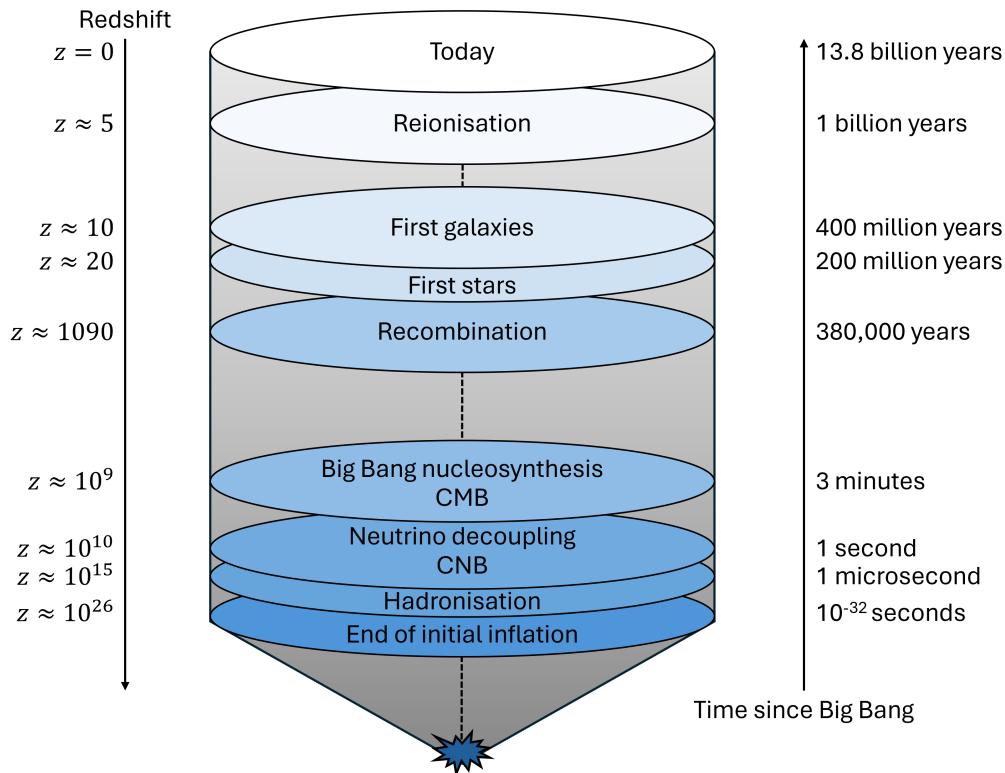 Redshift
z = 0
Today
13.8 billion years
z ≈ 5
Reionisation
1 billion years
z ≈ 10
First galaxies
400 million years
z ≈ 20
200 million years
First stars
z ≈ 1090
Recombination
380,000 years
Big Bang nucleosynthesis
z ≈ 10⁹
3 minutes
CMB
Neutrino decoupling
z ≈ 10¹⁰
1 second
CNB
z ≈ 10¹⁵
1 microsecond
Hadronisation
z ≈ 10²⁶
10⁻³² seconds
End of initial inflation
Time since Big Bang